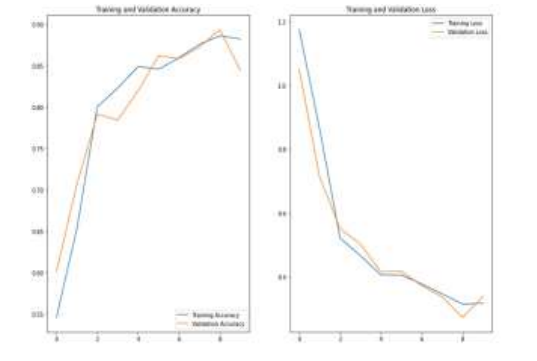 Training and Validation Accuracy
0.90
0.85
0.80
0.75
0.70
0.65
0.60
0.55
0 2 4 6 8
Training Accuracy
Validation Accuracy
Training and Validation Loss
1.2
1.0
0.8
0.6
0.4
0 2 4 6 8
Training Loss
Validation Loss